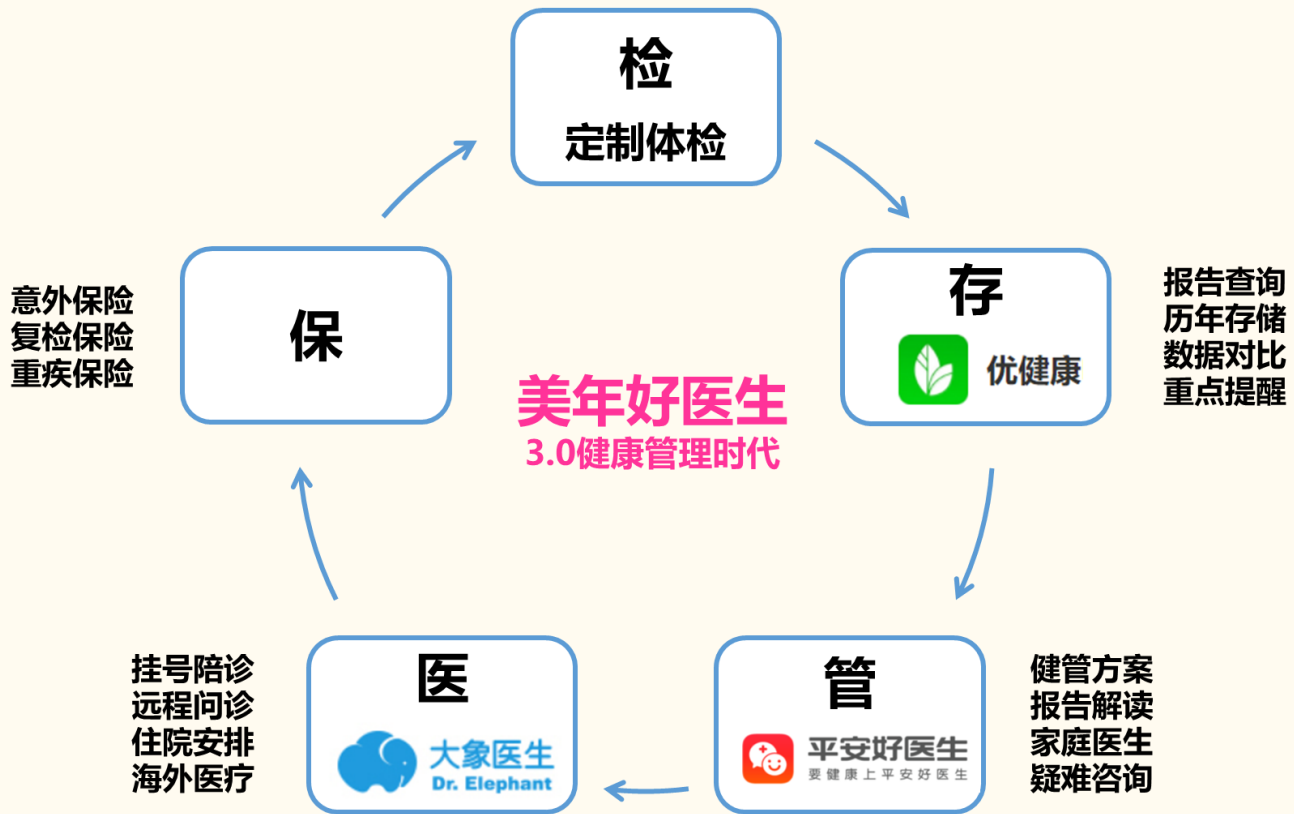 检
定制体检
存
优健康
报告查询
历年存储
数据对比
重点提醒
管
平安好医生
要健康上平安好医生
健管方案
报告解读
家庭医生
疑难咨询
医
大象医生
Dr. Elephant
挂号陪诊
远程问诊
住院安排
海外医疗
保
意外保险
复检保险
重疾保险
美年好医生
3.0健康管理时代